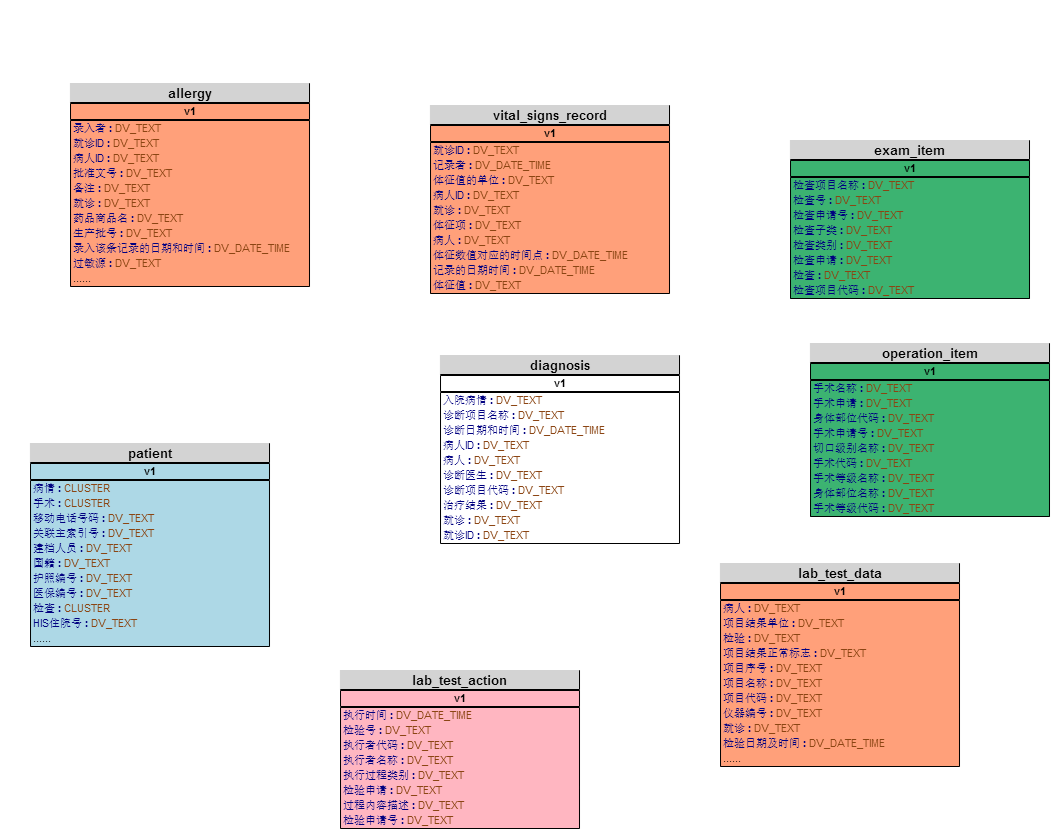 allergy
v1
录入者 : DV_TEXT
就诊ID : DV_TEXT
病人ID : DV_TEXT
批准文号 : DV_TEXT
备注 : DV_TEXT
就诊 : DV_TEXT
药品商品名 : DV_TEXT
生产批号 : DV_TEXT
录入该条记录的日期和时间 : DV_DATE_TIME
过敏源 : DV_TEXT
......
vital_signs_record
v1
就诊ID : DV_TEXT
记录者 : DV_DATE_TIME
体征值的单位 : DV_TEXT
病人ID : DV_TEXT
就诊 : DV_TEXT
体征项 : DV_TEXT
病人 : DV_TEXT
体征数值对应的时间点 : DV_DATE_TIME
记录的日期时间 : DV_DATE_TIME
体征值 : DV_TEXT
exam_item
v1
检查项目名称 : DV_TEXT
检查号 : DV_TEXT
检查申请号 : DV_TEXT
检查子类 : DV_TEXT
检查类别 : DV_TEXT
检查申请 : DV_TEXT
检查 : DV_TEXT
检查项目代码 : DV_TEXT
diagnosis
v1
入院病情 : DV_TEXT
诊断项目名称 : DV_TEXT
诊断日期和时间 : DV_DATE_TIME
病人ID : DV_TEXT
病人 : DV_TEXT
诊断医生 : DV_TEXT
诊断项目代码 : DV_TEXT
治疗结果 : DV_TEXT
就诊 : DV_TEXT
就诊ID : DV_TEXT
operation_item
v1
手术名称 : DV_TEXT
手术申请 : DV_TEXT
身体部位代码 : DV_TEXT
手术申请号 : DV_TEXT
切口级别名称 : DV_TEXT
手术代码 : DV_TEXT
手术等级名称 : DV_TEXT
身体部位名称 : DV_TEXT
手术等级代码 : DV_TEXT
patient
v1
病情 : CLUSTER
手术 : CLUSTER
移动电话号码 : DV_TEXT
关联主索引号 : DV_TEXT
建档人员 : DV_TEXT
国籍 : DV_TEXT
护照编号 : DV_TEXT
医保编号 : DV_TEXT
检查 : CLUSTER
HIS住院号 : DV_TEXT
......
lab_test_data
v1
病人 : DV_TEXT
项目结果单位 : DV_TEXT
检验 : DV_TEXT
项目结果正常标志 : DV_TEXT
项目序号 : DV_TEXT
项目名称 : DV_TEXT
项目代码 : DV_TEXT
仪器编号 : DV_TEXT
就诊 : DV_TEXT
检验日期及时间 : DV_DATE_TIME
......
lab_test_action
v1
执行时间 : DV_DATE_TIME
检验号 : DV_TEXT
执行者代码 : DV_TEXT
执行者名称 : DV_TEXT
执行过程类别 : DV_TEXT
检验申请 : DV_TEXT
过程内容描述 : DV_TEXT
检验申请号 : DV_TEXT